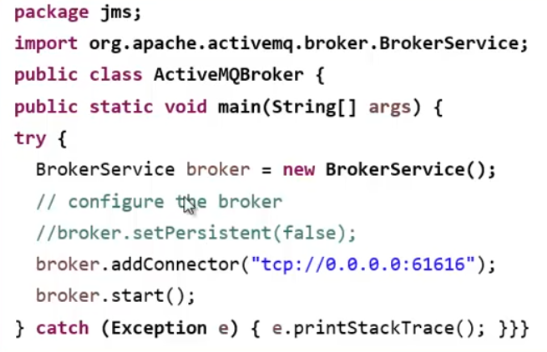 package jms;
import org.apache.activemq.broker.BrokerService;
public class ActiveMQBroker {
public static void main(String[] args) {
try {
BrokerService broker = new BrokerService();
// configure the broker
//broker.setPersistent(false);
broker.addConnector("tcp://0.0.0.0:61616");
broker.start();
} catch (Exception e) { e.printStackTrace(); }}}